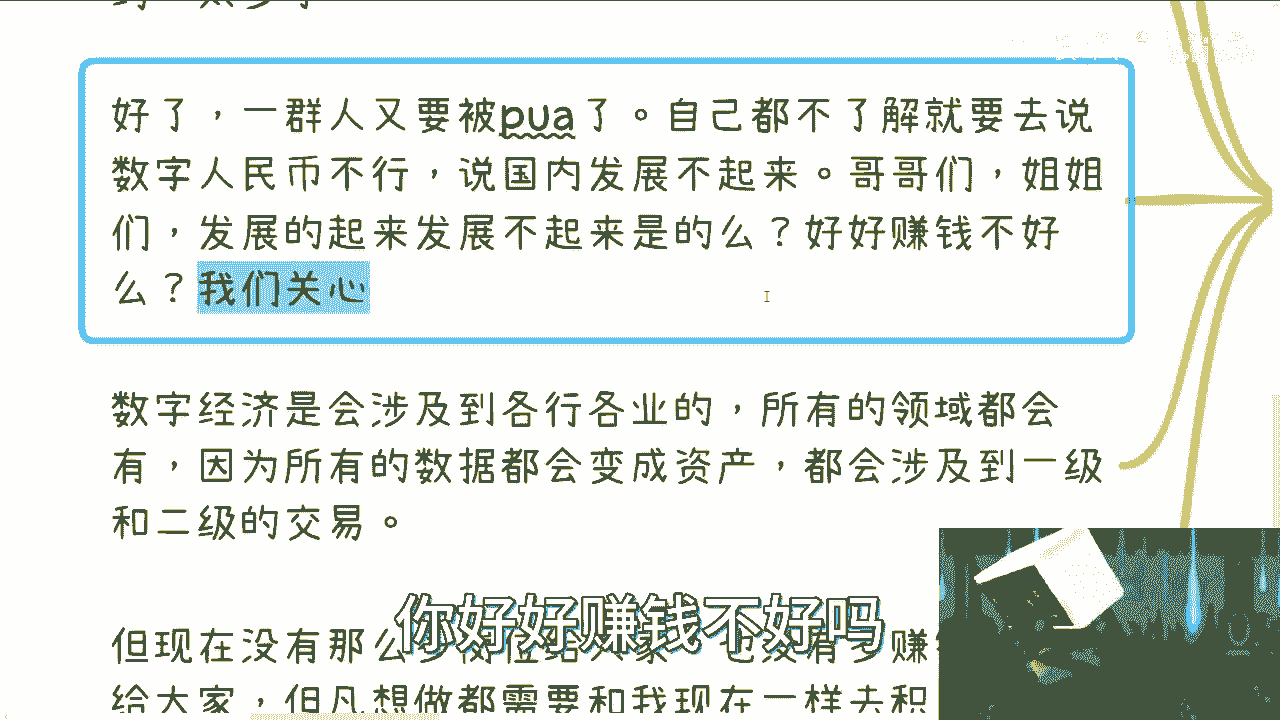 好了，一群人又要被pua了。自己都不了解就要去说
数字人民币不行，说国内发展不起来。哥哥们，姐姐
们，发展的起来发展不起来是的么？好好赚钱不好
么？我们关心
数字经济是会涉及到各行各业的，所有的领域都会
有，因为所有的数据都会变成资产，都会涉及到一级
和二级的交易。
你好好赚钱不好吗
但现在没有那么
给大家，但凡想做都需要和我现在一样去积